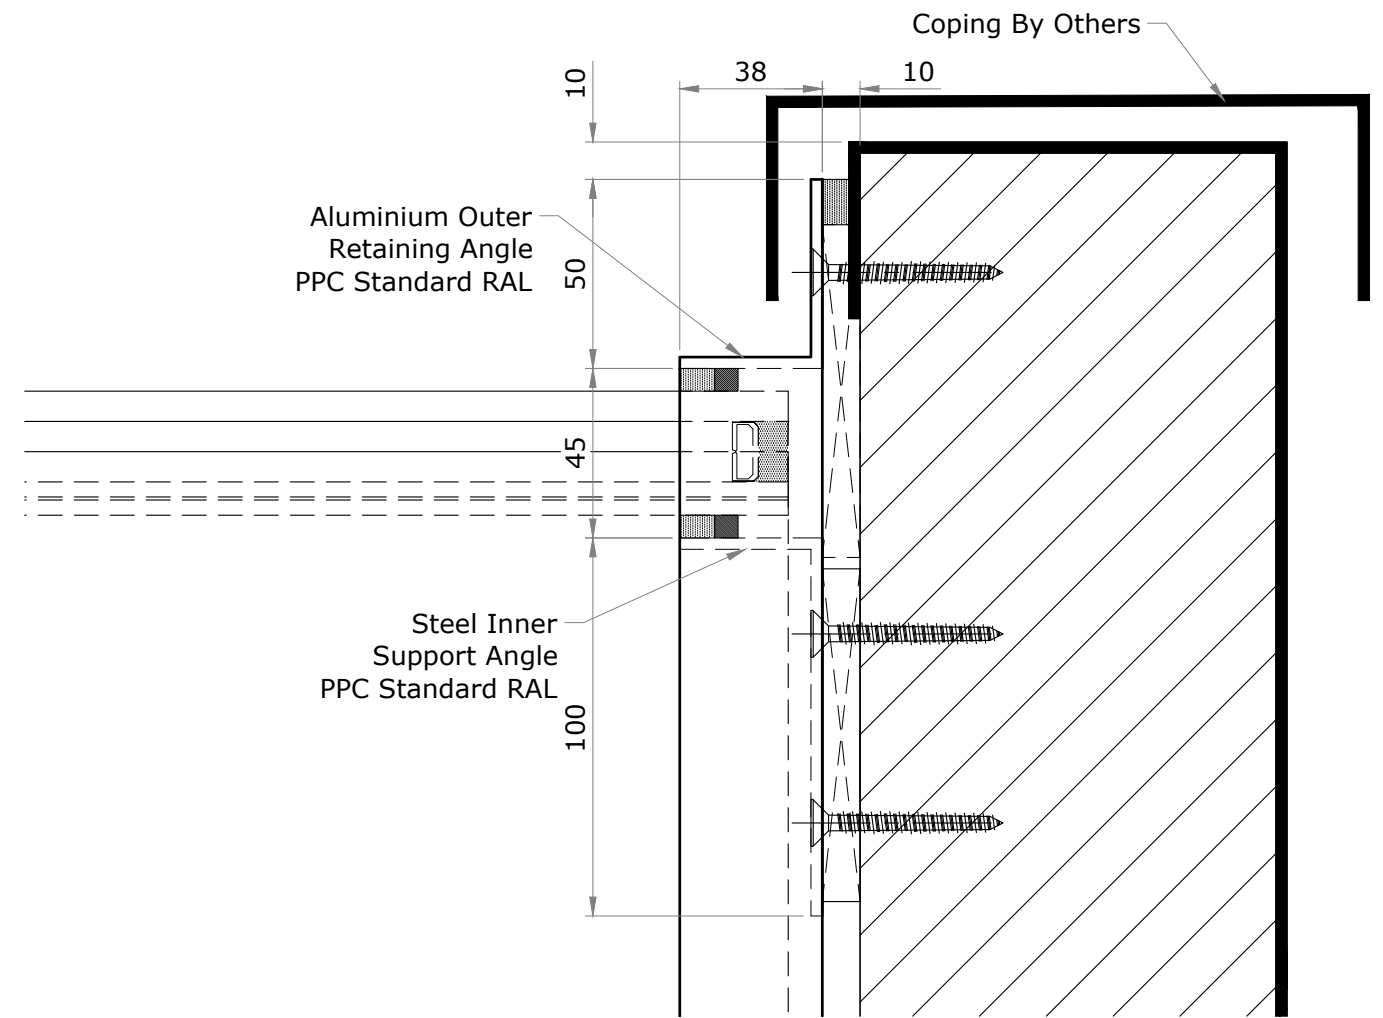 Coping By Others
38
10
10
Aluminium Outer
Retaining Angle
PPC Standard RAL
50
45
Steel Inner
Support Angle
PPC Standard RAL
100